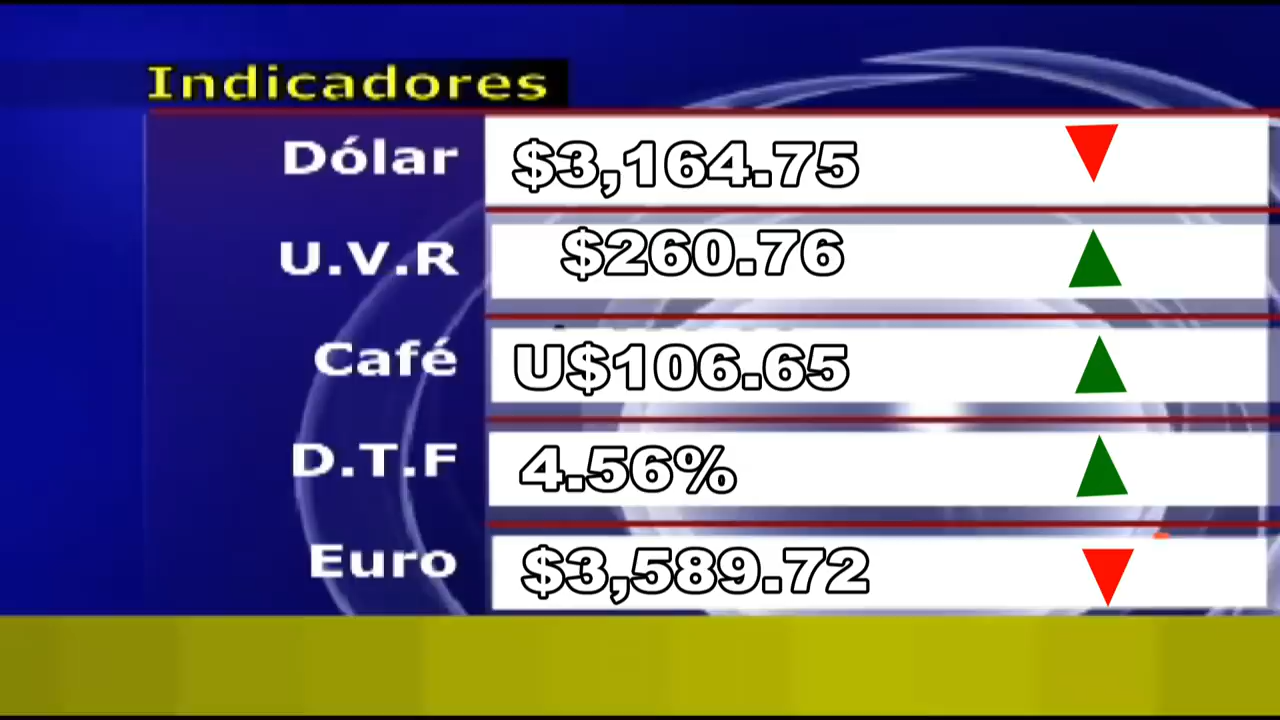 Indicadores
Dólar $3,164.75
U.V.R $260.76
Café U$106.65
D.T.F 4.56%
Euro $3,589.72